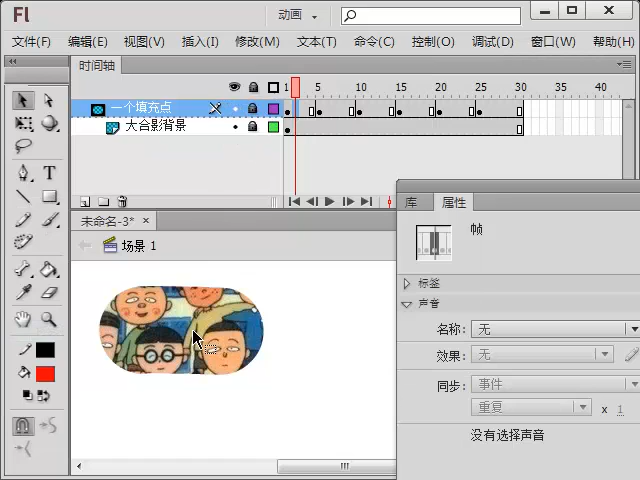 Fl
动画
文件(F) 编辑(E) 视图(V) 插入(I) 修改(M) 文本(T) 命令(C) 控制(O) 调试(D) 窗口(W) 帮助(H)
时间轴
1 5 10 15 20 25 30 35 40
一个填充点
大合影背景
未命名-3* ×
场景 1
库 属性
帧
标签
声音
名称: 无
效果: 无
同步: 事件
重复 x 1
没有选择声音